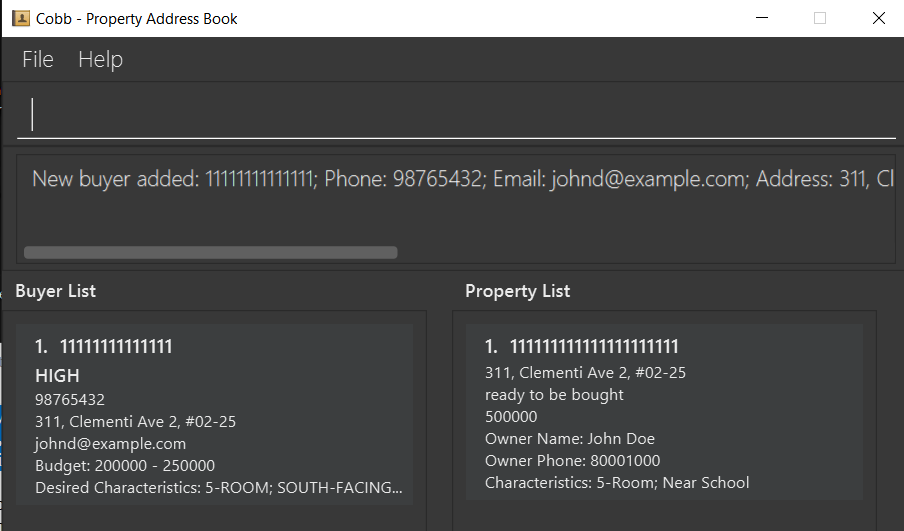 Cobb - Property Address Book
File Help
New buyer added: 11111111111111; Phone: 98765432; Email: johnd@example.com; Address: 311, Cl
Buyer List
Property List
1. 11111111111111
HIGH
98765432
311, Clementi Ave 2, #02-25
johnd@example.com
Budget: 200000 - 250000
Desired Characteristics: 5-ROOM; SOUTH-FACING...
1. 111111111111111111111
311, Clementi Ave 2, #02-25
ready to be bought
500000
Owner Name: John Doe
Owner Phone: 80001000
Characteristics: 5-Room; Near School